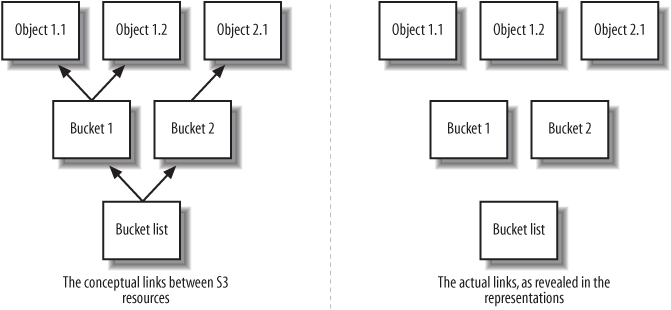 Object 1.1
Object 1.2
Object 2.1
Bucket 1
Bucket 2
Bucket list
The conceptual links between S3
resources
Object 1.1
Object 1.2
Object 2.1
Bucket 1
Bucket 2
Bucket list
The actual links, as revealed in the
representations